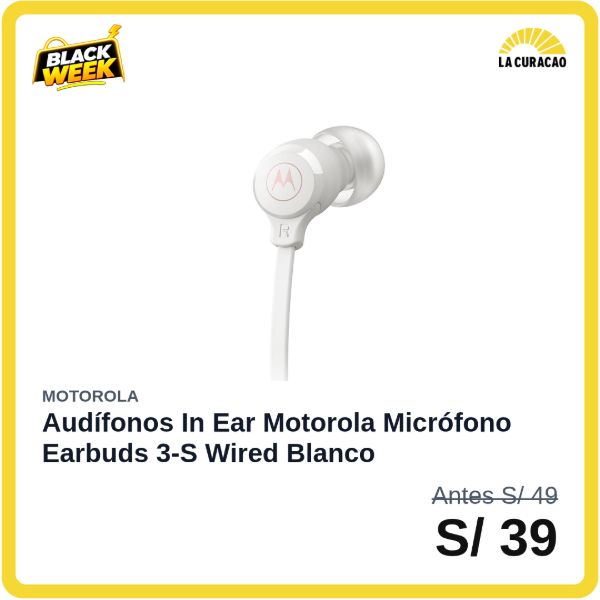 BLACK
WEEK
LA CURACAO
R
MOTOROLA
Audífonos In Ear Motorola Micrófono
Earbuds 3-S Wired Blanco
Antes S/ 49
S/ 39